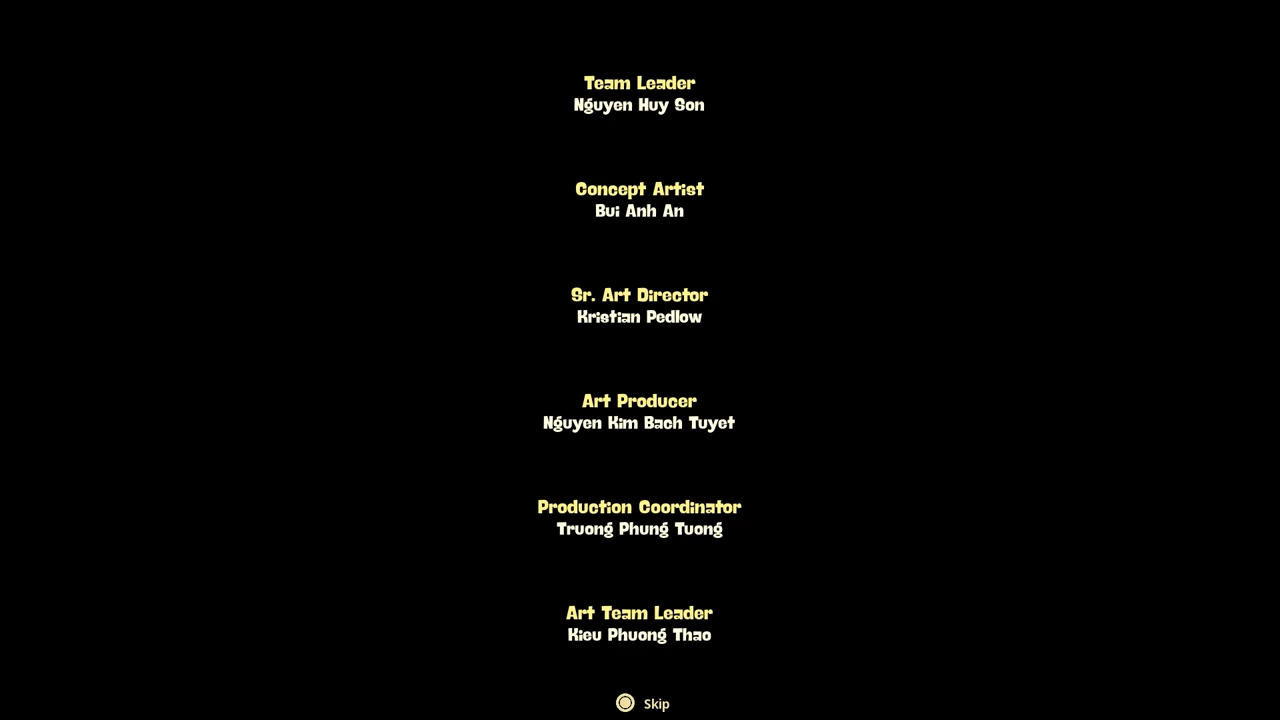 Team Leader
Nguyen Huy Son
Concept Artist
Bui Anh An
Sr. Art Director
Kristian Pedlow
Art Producer
Nguyen Kim Bach Tuyet
Production Coordinator
Truong Phung Tuong
Art Team Leader
Kieu Phuong Thao
Skip